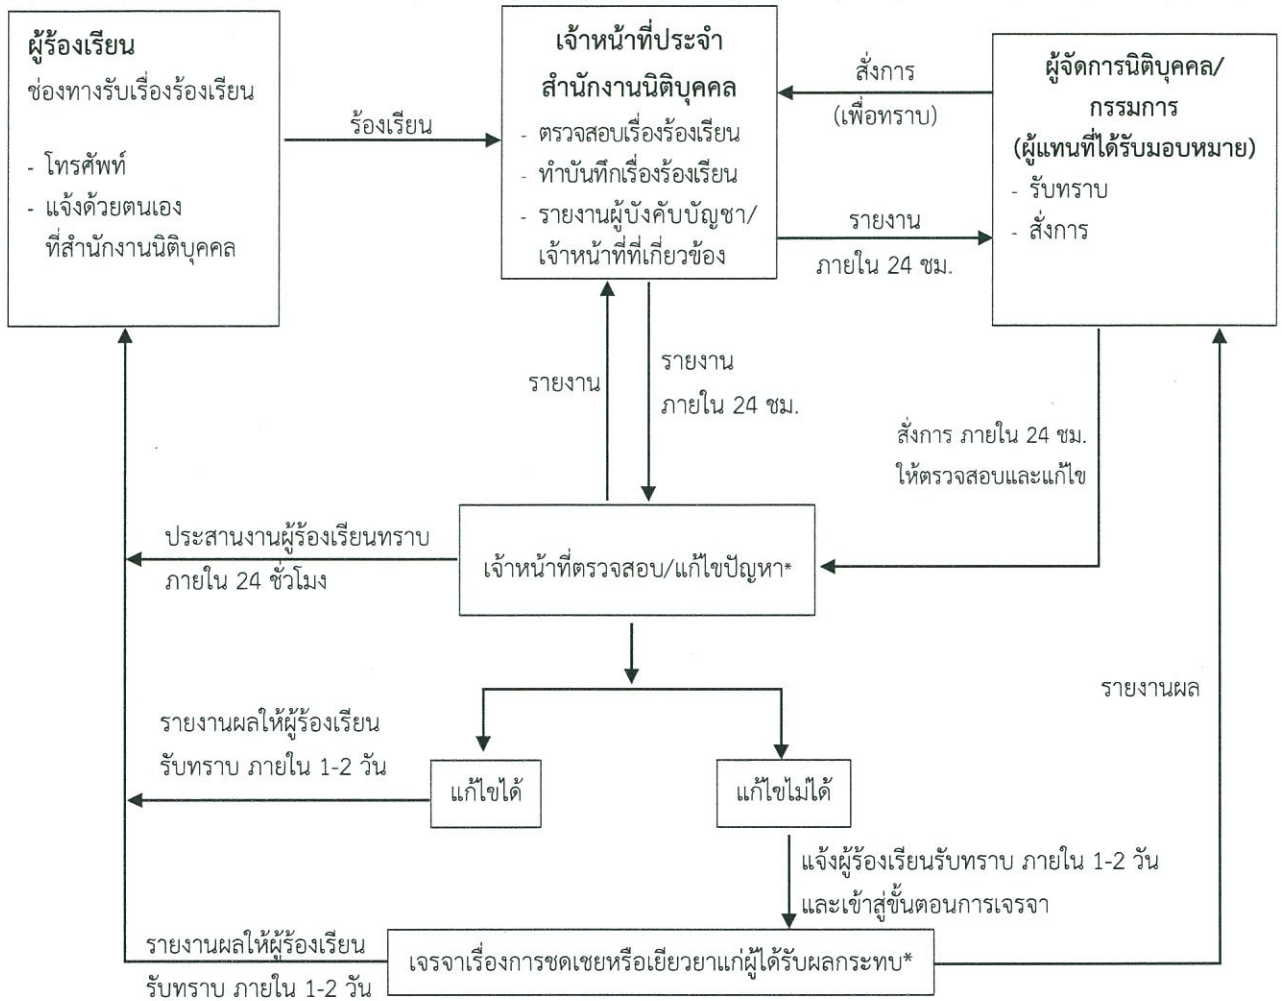 ผู้ร้องเรียน
ช่องทางรับเรื่องร้องเรียน
- โทรศัพท์
- แจ้งด้วยตนเอง
ที่สำนักงานนิติบุคคล
ร้องเรียน
เจ้าหน้าที่ประจำ
สำนักงานนิติบุคคล
- ตรวจสอบเรื่องร้องเรียน
- ทำบันทึกเรื่องร้องเรียน
- รายงานผู้บังคับบัญชา/
เจ้าหน้าที่ที่เกี่ยวข้อง
สั่งการ
(เพื่อทราบ)
รายงาน
ภายใน 24 ชม.
ผู้จัดการนิติบุคคล/
กรรมการ
(ผู้แทนที่ได้รับมอบหมาย)
- รับทราบ
- สั่งการ
รายงาน
รายงาน
ภายใน 24 ชม.
สั่งการ ภายใน 24 ชม.
ให้ตรวจสอบและแก้ไข
ประสานงานผู้ร้องเรียนทราบ
ภายใน 24 ชั่วโมง
เจ้าหน้าที่ตรวจสอบ/แก้ไขปัญหา*
รายงานผล
รายงานผลให้ผู้ร้องเรียน
รับทราบ ภายใน 1-2 วัน
แก้ไขได้
แก้ไขไม่ได้
แจ้งผู้ร้องเรียนรับทราบ ภายใน 1-2 วัน
และเข้าสู่ขั้นตอนการเจรจา
รายงานผลให้ผู้ร้องเรียน
รับทราบ ภายใน 1-2 วัน
เจรจาเรื่องการชดเชยหรือเยียวยาแก่ผู้ได้รับผลกระทบ*